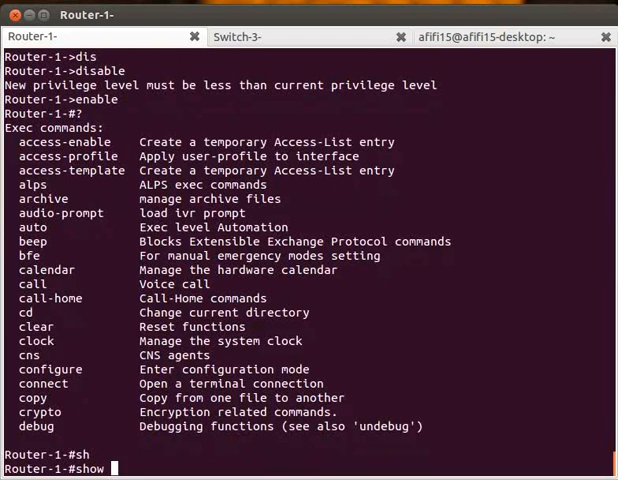 Router-1-
Router-1- Switch-3- afifi15@afifi15-desktop: ~
Router-1->dis
Router-1->disable
New privilege level must be less than current privilege level
Router-1->enable
Router-1-#?
Exec commands:
access-enable Create a temporary Access-List entry
access-profile Apply user-profile to interface
access-template Create a temporary Access-List entry
alps ALPS exec commands
archive manage archive files
audio-prompt load ivr prompt
auto Exec level Automation
beep Blocks Extensible Exchange Protocol commands
bfe For manual emergency modes setting
calendar Manage the hardware calendar
call Voice call
call-home Call-Home commands
cd Change current directory
clear Reset functions
clock Manage the system clock
cns CNS agents
configure Enter configuration mode
connect Open a terminal connection
copy Copy from one file to another
crypto Encryption related commands.
debug Debugging functions (see also 'undebug')
Router-1-#sh
Router-1-#show